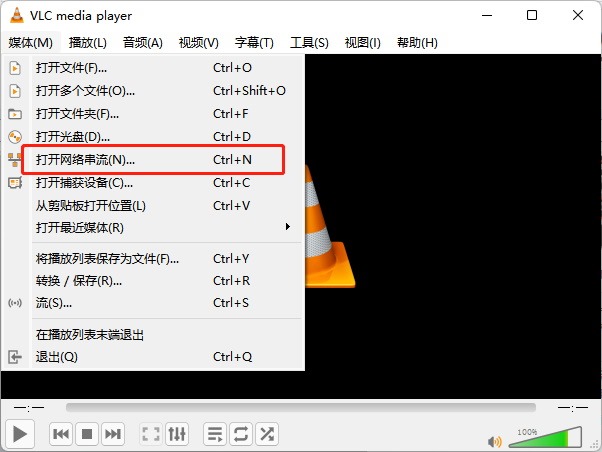 VLC media player
媒体(M) 播放(L) 音频(A) 视频(V) 字幕(T) 工具(S) 视图(I) 帮助(H)
打开文件(F)... Ctrl+O
打开多个文件(O)... Ctrl+Shift+O
打开文件夹(F)... Ctrl+F
打开光盘(D)... Ctrl+D
打开网络串流(N)... Ctrl+N
打开捕获设备(C)... Ctrl+C
从剪贴板打开位置(L) Ctrl+V
打开最近媒体(R)
将播放列表保存为文件(F)... Ctrl+Y
转换 / 保存(R)... Ctrl+R
流(S)... Ctrl+S
在播放列表末端退出
退出(Q) Ctrl+Q
--:-- --:--
100%